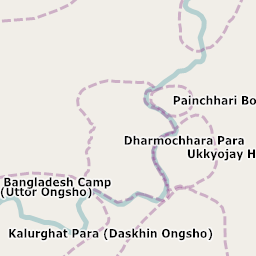 Painchhari Bo
Dharmochhara Para
Ukkyojay H
Bangladesh Camp
(Uttor Ongsho)
Kalurghat Para (Daskhin Ongsho)